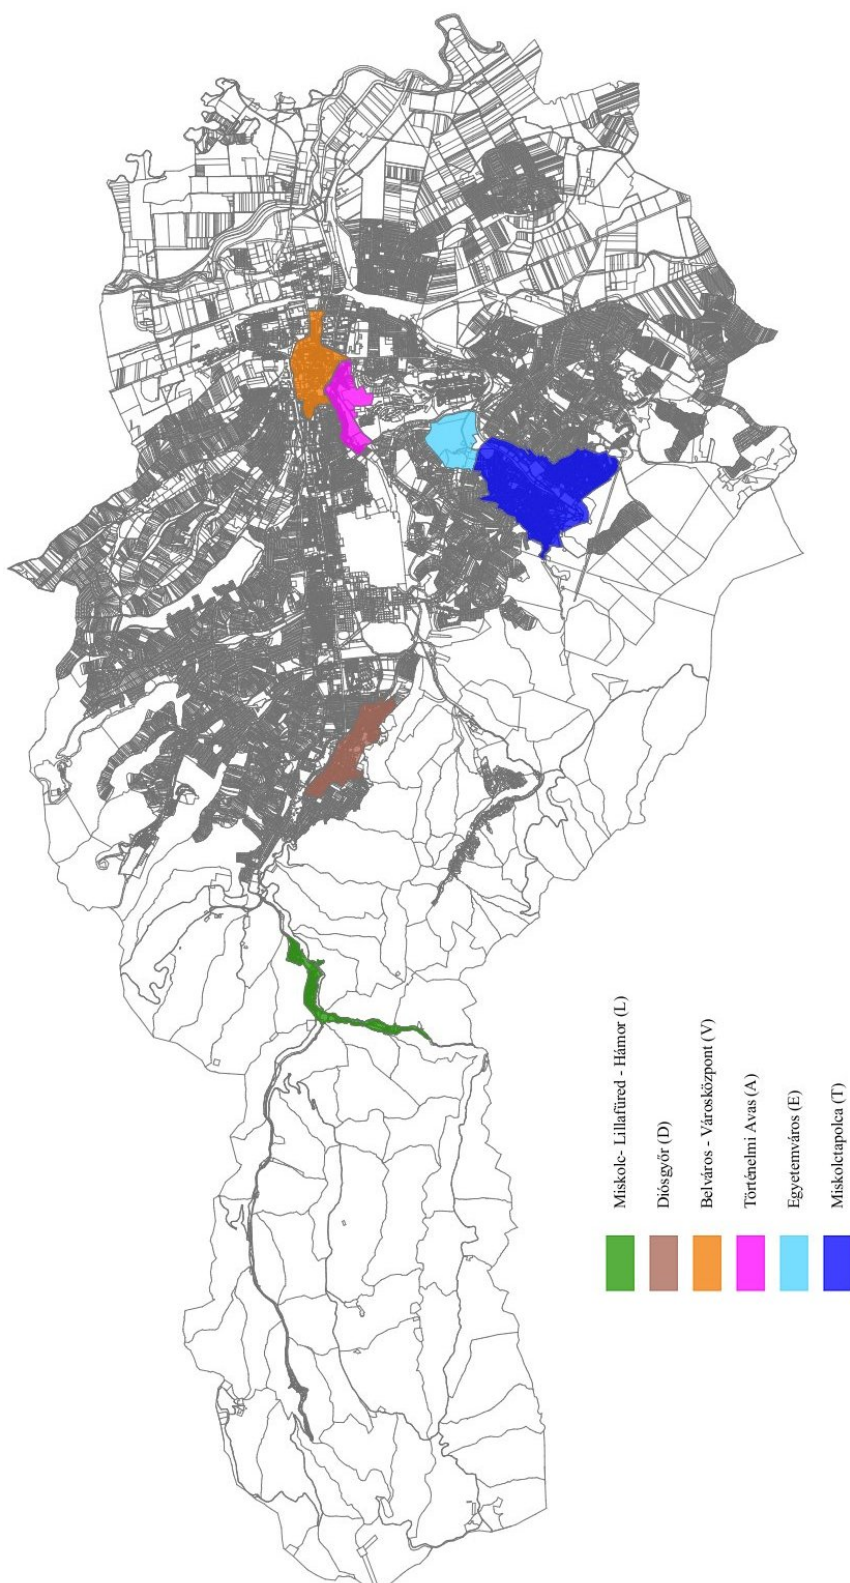 Miskolc- Lillafüred - Hámor (L)
Diósgyőr (D)
Belváros - Városközpont (V)
Történelmi Avas (A)
Egyetemváros (E)
Miskolctapolca (T)